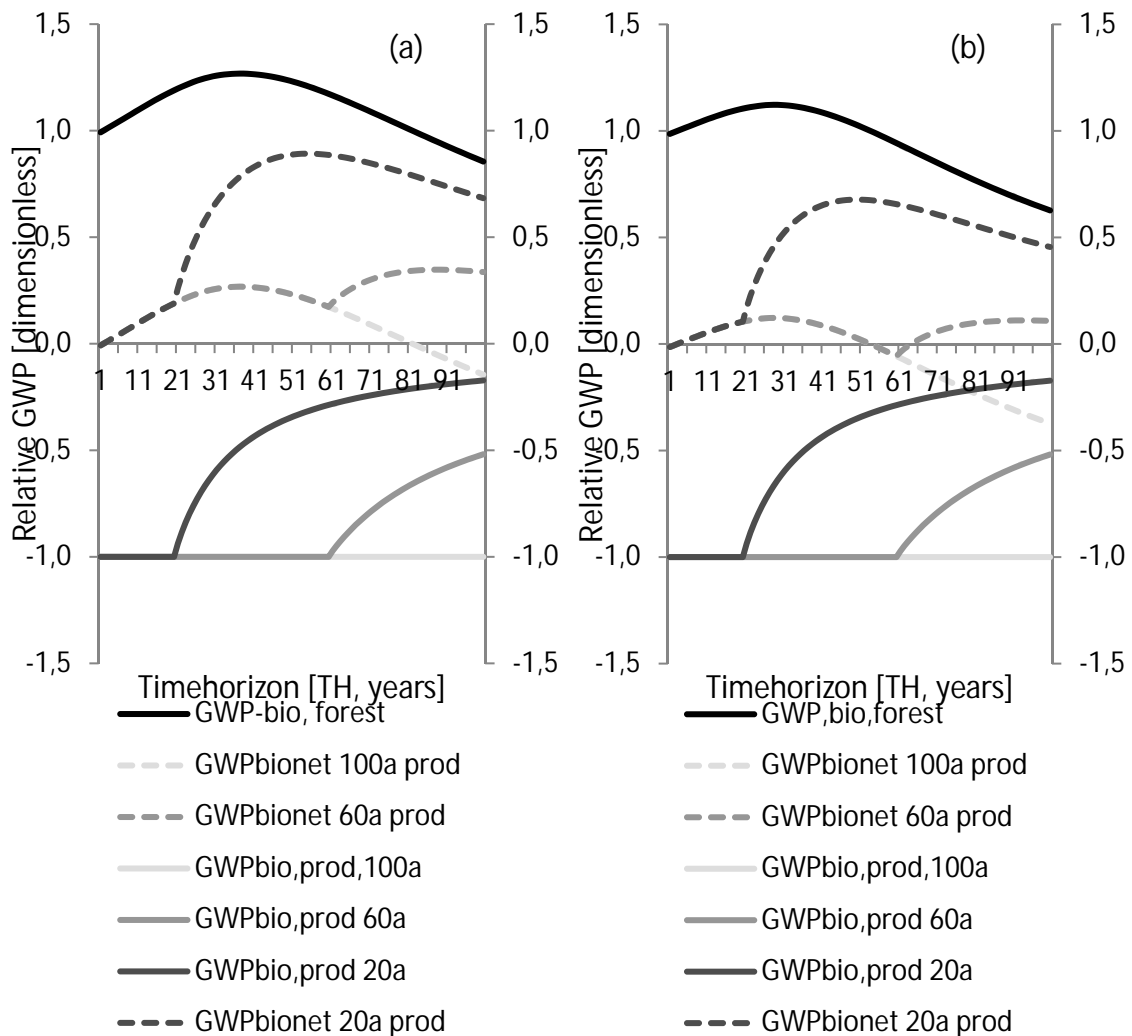 (a)
1,5
1,0
0,5
0,0
-0,5
-1,0
-1,5
1,5
1,0
0,5
0,0
-0,5
-1,0
-1,5
Relative GWP [dimensionless]
1 11 21 31 41 51 61 71 81 91
Timehorizon [TH, years]
GWP-bio, forest
GWPbionet 100a prod
GWPbionet 60a prod
GWPbio,prod,100a
GWPbio,prod 60a
GWPbio,prod 20a
GWPbionet 20a prod
(b)
1,5
1,0
0,5
0,0
-0,5
-1,0
-1,5
1,5
1,0
0,5
0,0
-0,5
-1,0
-1,5
Relative GWP [dimensionless]
1 11 21 31 41 51 61 71 81 91
Timehorizon [TH, years]
GWP,bio,forest
GWPbionet 100a prod
GWPbionet 60a prod
GWPbio,prod,100a
GWPbio,prod 60a
GWPbio,prod 20a
GWPbionet 20a prod